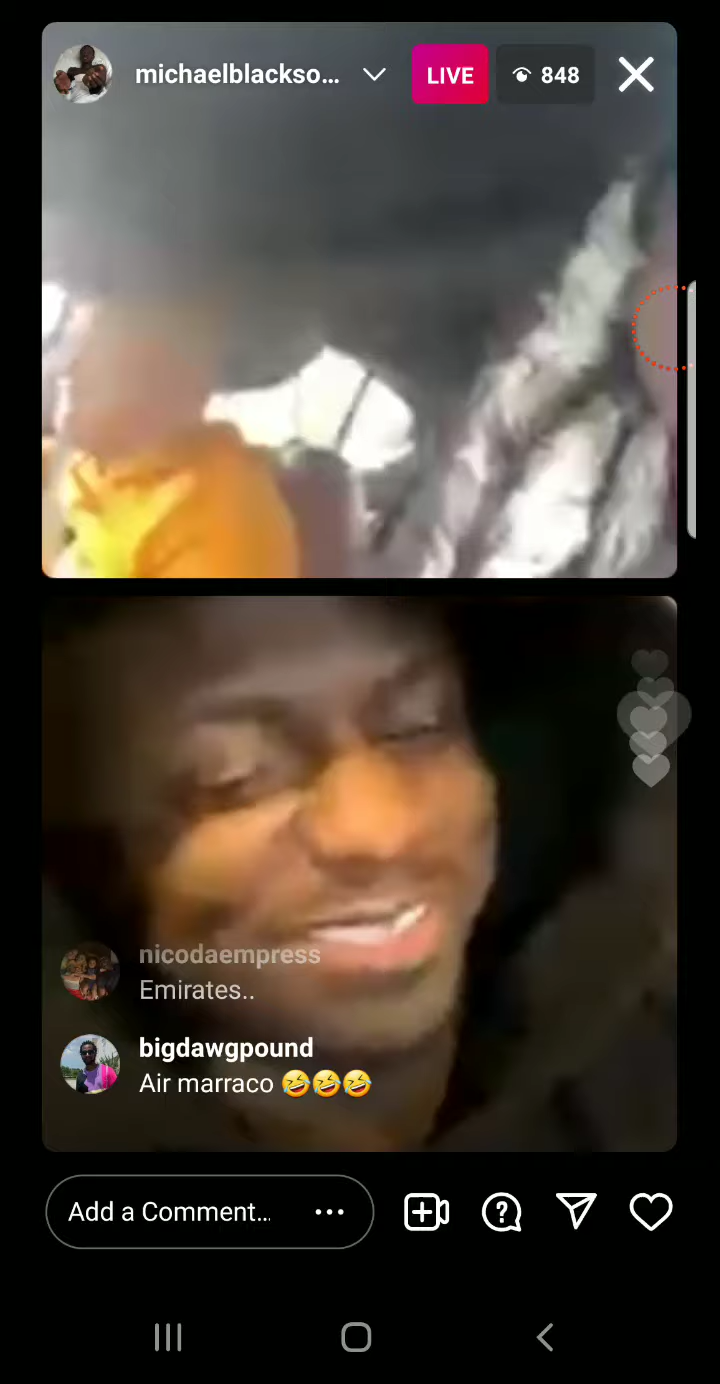 michaelblackso...
LIVE
848
nicodaempress
Emirates..
bigdawgpound
Air marraco 🤣🤣🤣
Add a Comment...